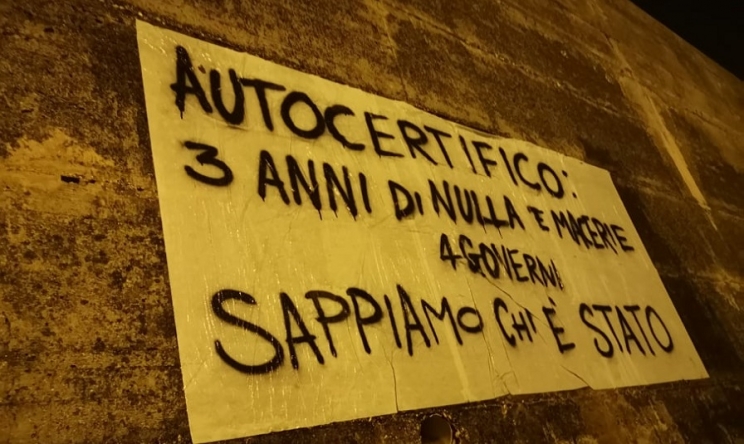 AUTOCERTIFICO:
3 ANNI DI NULLA E MACERIE
4 GOVERNI
SAPPIAMO CHI È STATO